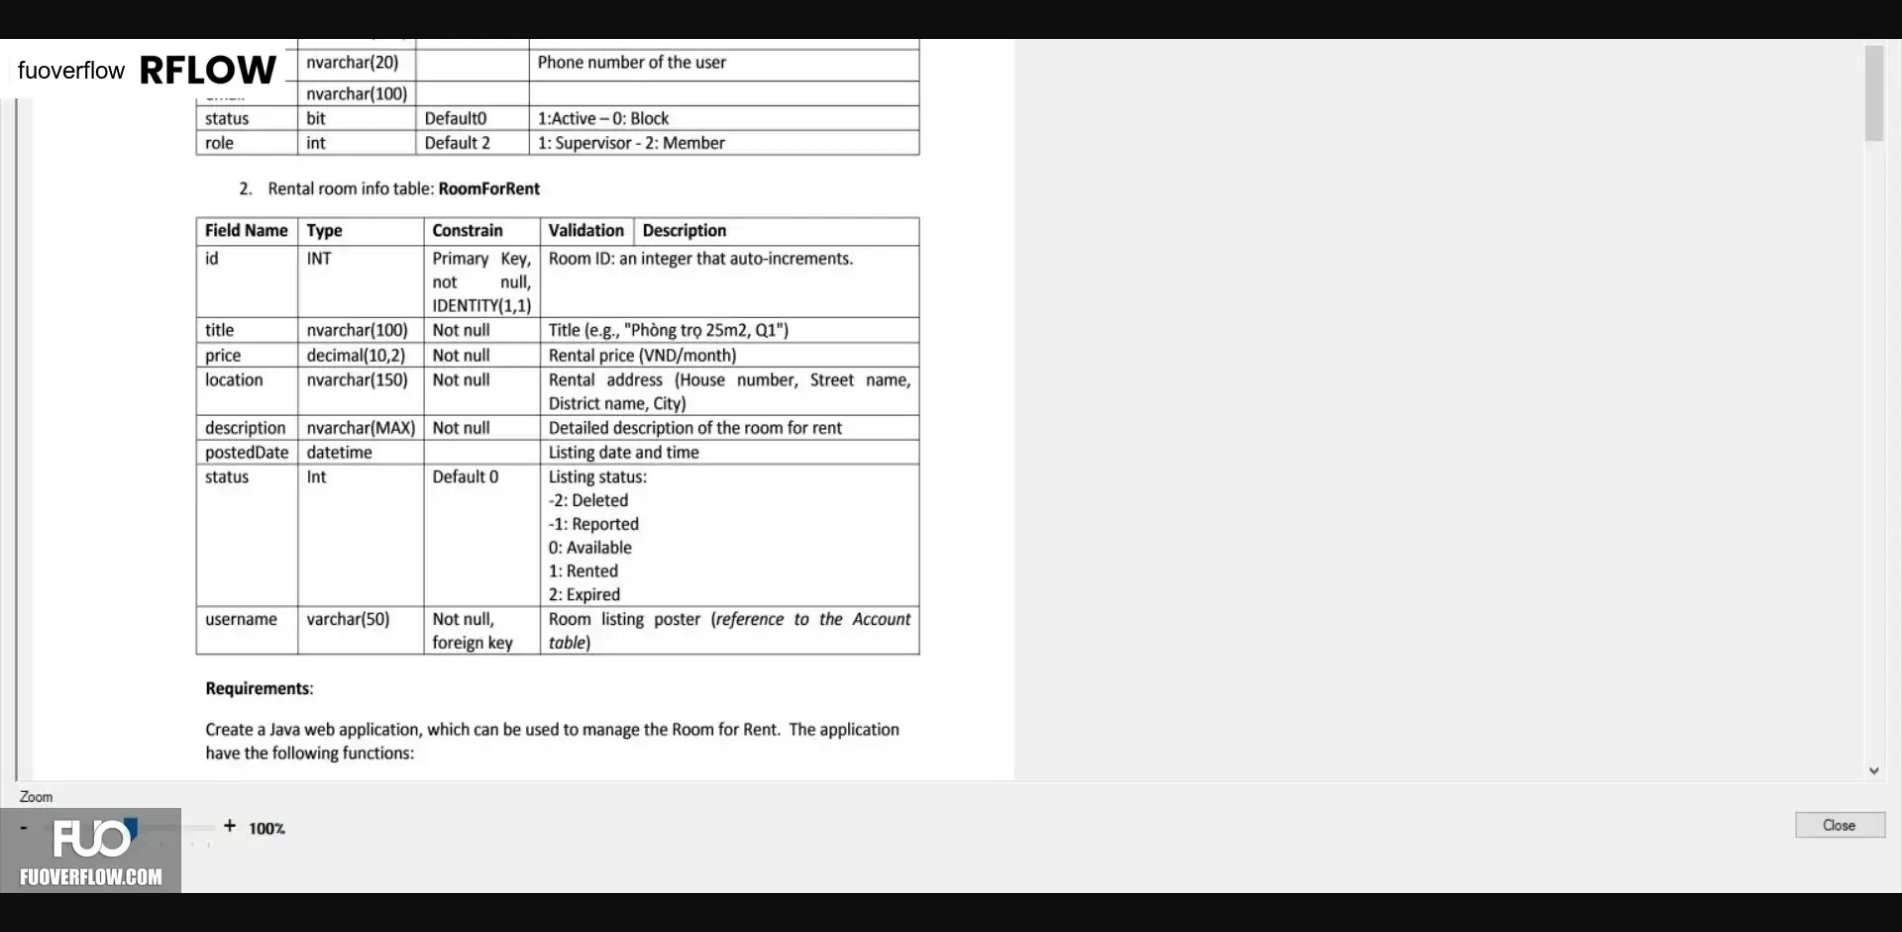 fuoverflow RFLOW
nvarchar(20) Phone number of the user
nvarchar(100)
status bit Default0 1:Active – 0: Block
role int Default 2 1: Supervisor - 2: Member
2. Rental room info table: RoomForRent
Field Name Type Constrain Validation Description
id INT Primary Key, Room ID: an integer that auto-increments.
not null,
IDENTITY(1,1)
title nvarchar(100) Not null Title (e.g., "Phòng trọ 25m2, Q1")
price decimal(10,2) Not null Rental price (VND/month)
location nvarchar(150) Not null Rental address (House number, Street name,
District name, City)
description nvarchar(MAX) Not null Detailed description of the room for rent
postedDate datetime Listing date and time
status Int Default 0 Listing status:
-2: Deleted
-1: Reported
0: Available
1: Rented
2: Expired
username varchar(50) Not null, Room listing poster (reference to the Account
foreign key table)
Requirements:
Create a Java web application, which can be used to manage the Room for Rent. The application
have the following functions:
Zoom
- + 100%
Close
FUO
FUOVERFLOW.COM